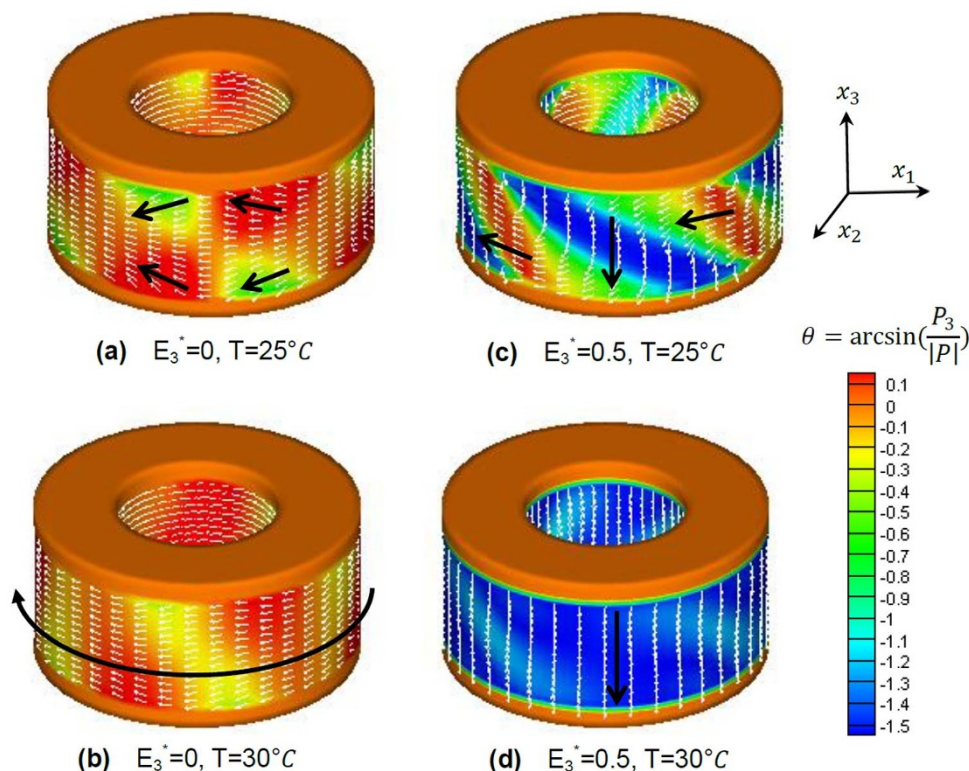 x₃
x₁
x₂
(a) E₃*=0, T=25°C
(c) E₃*=0.5, T=25°C
θ = arcsin(P₃/|P|)
0.1
0
-0.1
-0.2
-0.3
-0.4
-0.5
-0.6
-0.7
-0.8
-0.9
-1
-1.1
-1.2
-1.3
-1.4
-1.5
(b) E₃*=0, T=30°C
(d) E₃*=0.5, T=30°C